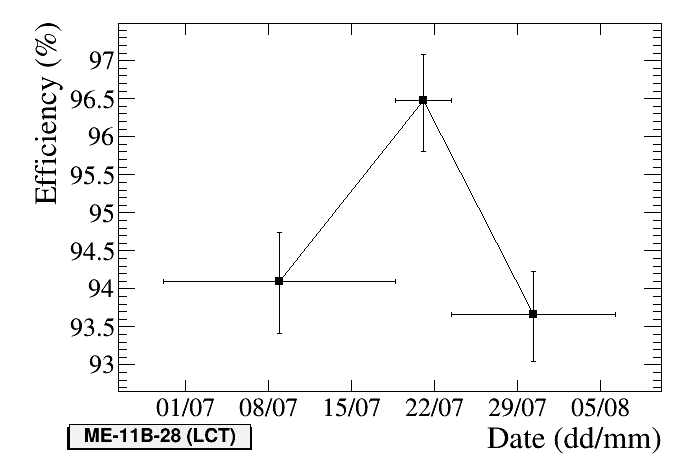 Efficiency (%)
97
96.5
96
95.5
95
94.5
94
93.5
93
01/07 08/07 15/07 22/07 29/07 05/08
ME-11B-28 (LCT)
Date (dd/mm)